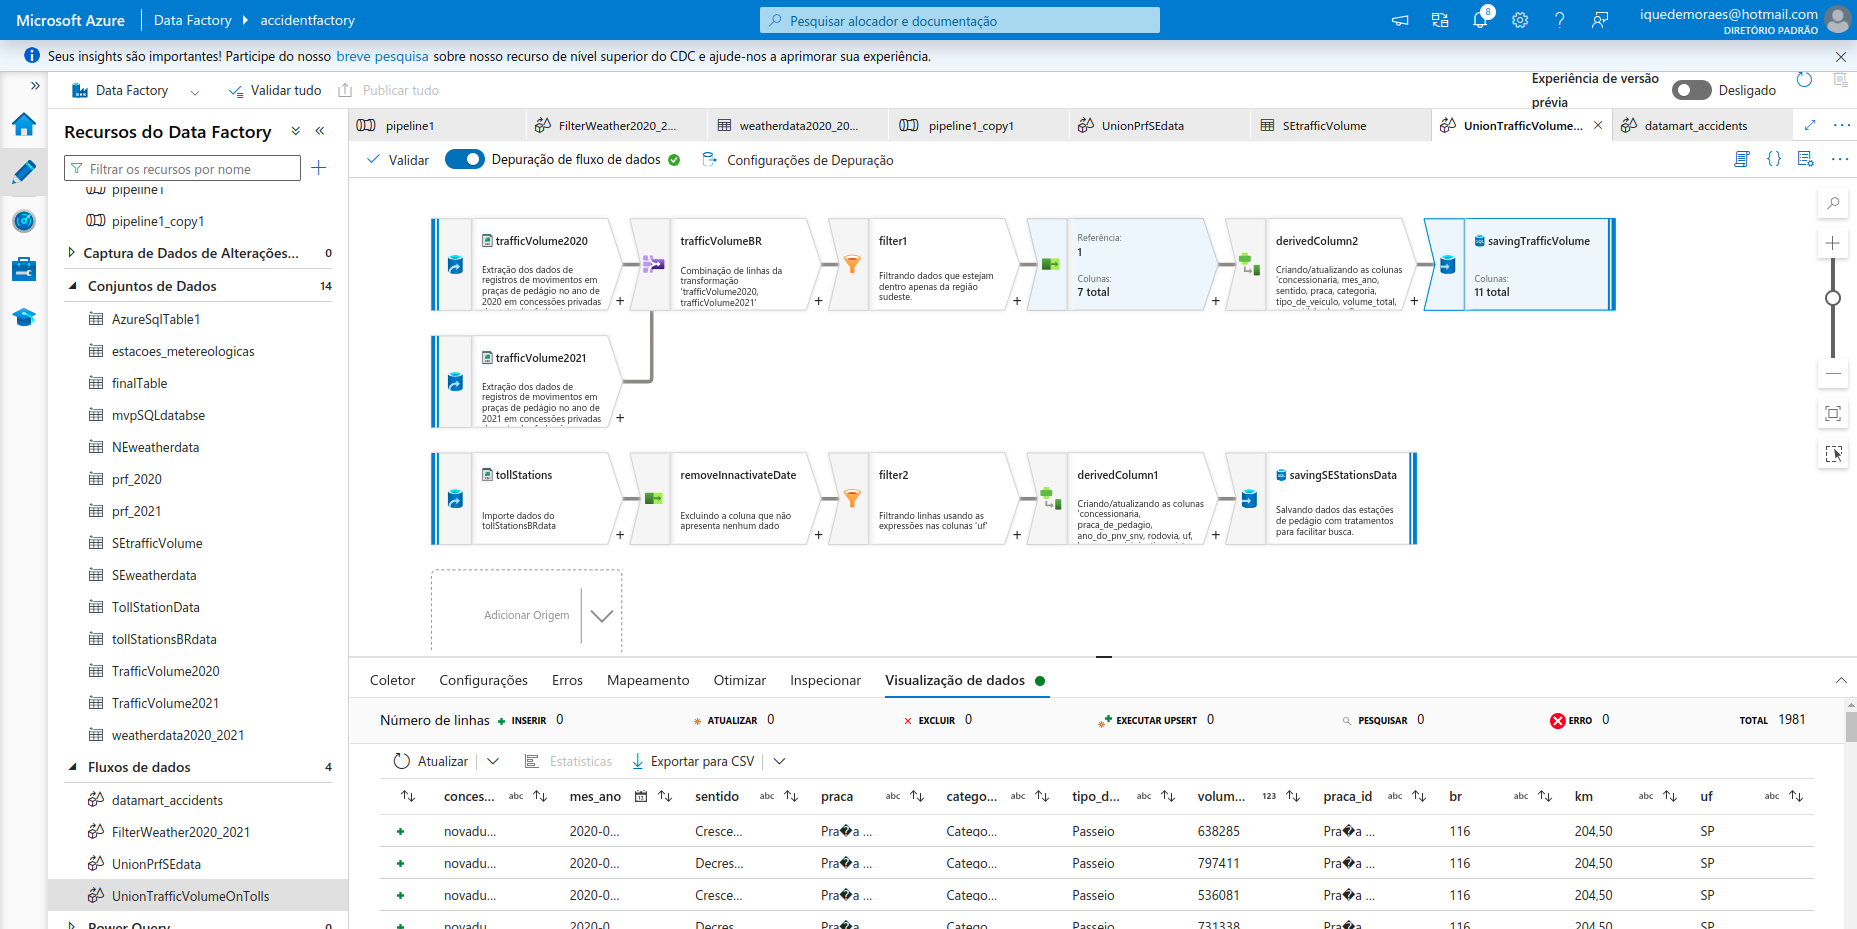 Microsoft Azure
Data Factory
accidentfactory
Pesquisar alocador e documentação
8
iquedemoraes@hotmail.com
DIRETÓRIO PADRÃO
Seus insights são importantes! Participe do nosso breve pesquisa sobre nosso recurso de nível superior do CDC e ajude-nos a aprimorar sua experiência.
Data Factory
Validar tudo
Publicar tudo
Experiência de versão
prévia
Desligado
Recursos do Data Factory
Filtrar os recursos por nome
pipeline1
pipeline1_copy1
Captura de Dados de Alterações... 0
Conjuntos de Dados 14
AzureSqlTable1
estacoes_metereologicas
finalTable
mvpSQLdatabse
NEweatherdata
prf_2020
prf_2021
SEtrafficVolume
SEweatherdata
TollStationData
tollStationsBRdata
TrafficVolume2020
TrafficVolume2021
weatherdata2020_2021
Fluxos de dados 4
datamart_accidents
FilterWeather2020_2021
UnionPrfSEdata
UnionTrafficVolumeOnTolls
Power Query 0
pipeline1
FilterWeather2020_2...
weatherdata2020_20...
pipeline1_copy1
UnionPrfSEdata
SEtrafficVolume
UnionTrafficVolume...
datamart_accidents
Validar
Depuração de fluxo de dados
Configurações de Depuração
trafficVolume2020
Extração dos dados de
registros de movimentos em
praças de pedágio no ano de
2020 em concessões privadas
trafficVolumeBR
Combinação de linhas da
transformação
'trafficVolume2020,
trafficVolume2021'
filter1
Filtrando dados que estejam
dentro apenas da região
sudeste.
Referência:
1
Colunas:
7 total
derivedColumn2
Criando/atualizando as colunas
'concessionaria, mes_ano,
sentido, praca, categoria,
tipo_de_veiculo, volume_total,
savingTrafficVolume
Colunas:
11 total
trafficVolume2021
Extração dos dados de
registros de movimentos em
praças de pedágio no ano de
2021 em concessões privadas
tollStations
Importe dados do
tollStationsBRdata
removeInnactivateDate
Excluindo a coluna que não
apresenta nenhum dado
filter2
Filtrando linhas usando as
expressões nas colunas 'uf'
derivedColumn1
Criando/atualizando as colunas
'concessionaria,
praca_de_pedagio,
ano_do_pnv_snv, rodovia, uf,
savingSEStationsData
Salvando dados das estações
de pedágio com tratamentos
para facilitar busca.
Adicionar Origem
Coletor
Configurações
Erros
Mapeamento
Otimizar
Inspecionar
Visualização de dados
Número de linhas
INSERIR 0
ATUALIZAR 0
EXCLUIR 0
EXECUTAR UPSERT 0
PESQUISAR 0
ERRO 0
TOTAL 1981
Atualizar
Estatísticas
Exportar para CSV
conces... abc mes_ano sentido abc praca abc catego... abc tipo_d... abc volum... 123 praca_id abc br abc km abc uf abc
novadu... 2020-0... Cresce... Pra�a ... Catego... Passeio 638285 Pra�a ... 116 204,50 SP
novadu... 2020-0... Decres... Pra�a ... Catego... Passeio 797411 Pra�a ... 116 204,50 SP
novadu... 2020-0... Cresce... Pra�a ... Catego... Passeio 536081 Pra�a ... 116 204,50 SP
novadu... 2020-0... Decres... Pra�a ... Catego... Passeio 731338 Pra�a ... 116 204,50 SP